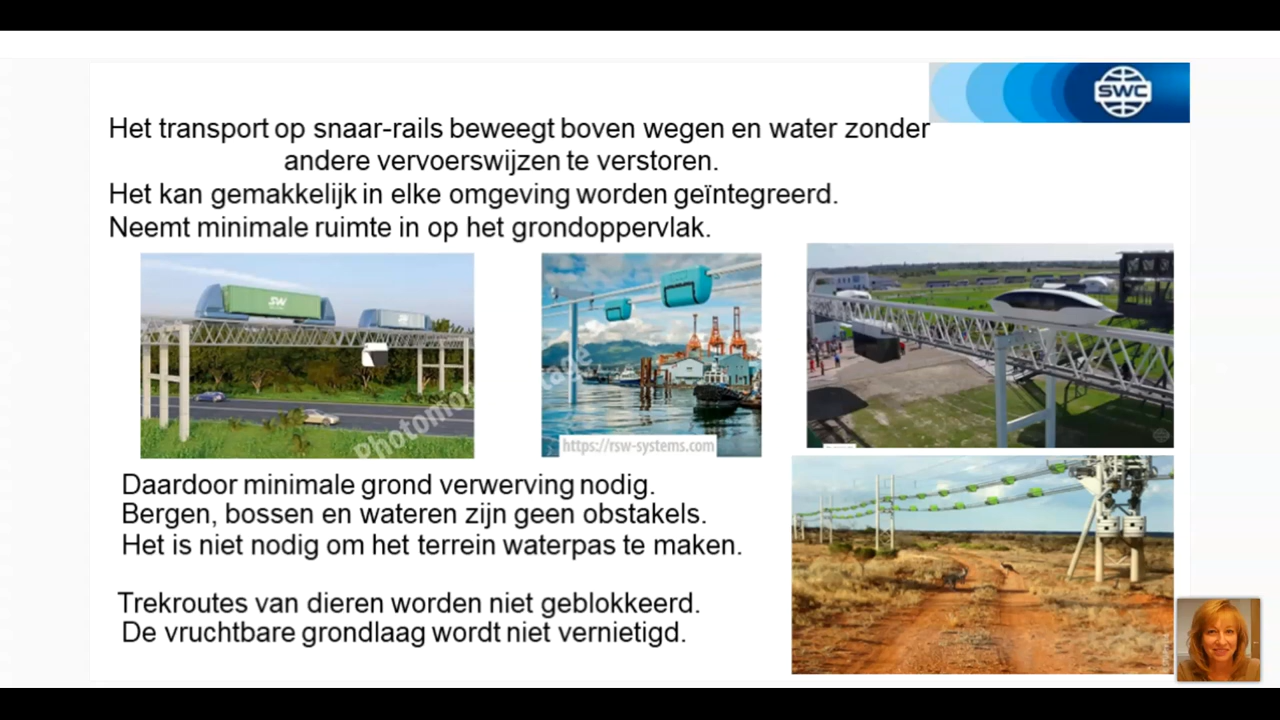 SWC
Het transport op snaar-rails beweegt boven wegen en water zonder
andere vervoerswijzen te verstoren.
Het kan gemakkelijk in elke omgeving worden geïntegreerd.
Neemt minimale ruimte in op het grondoppervlak.
SW
Photomon
tage
https://rsw-systems.com
Daardoor minimale grond verwerving nodig.
Bergen, bossen en wateren zijn geen obstakels.
Het is niet nodig om het terrein waterpas te maken.
Trekroutes van dieren worden niet geblokkeerd.
De vruchtbare grondlaag wordt niet vernietigd.